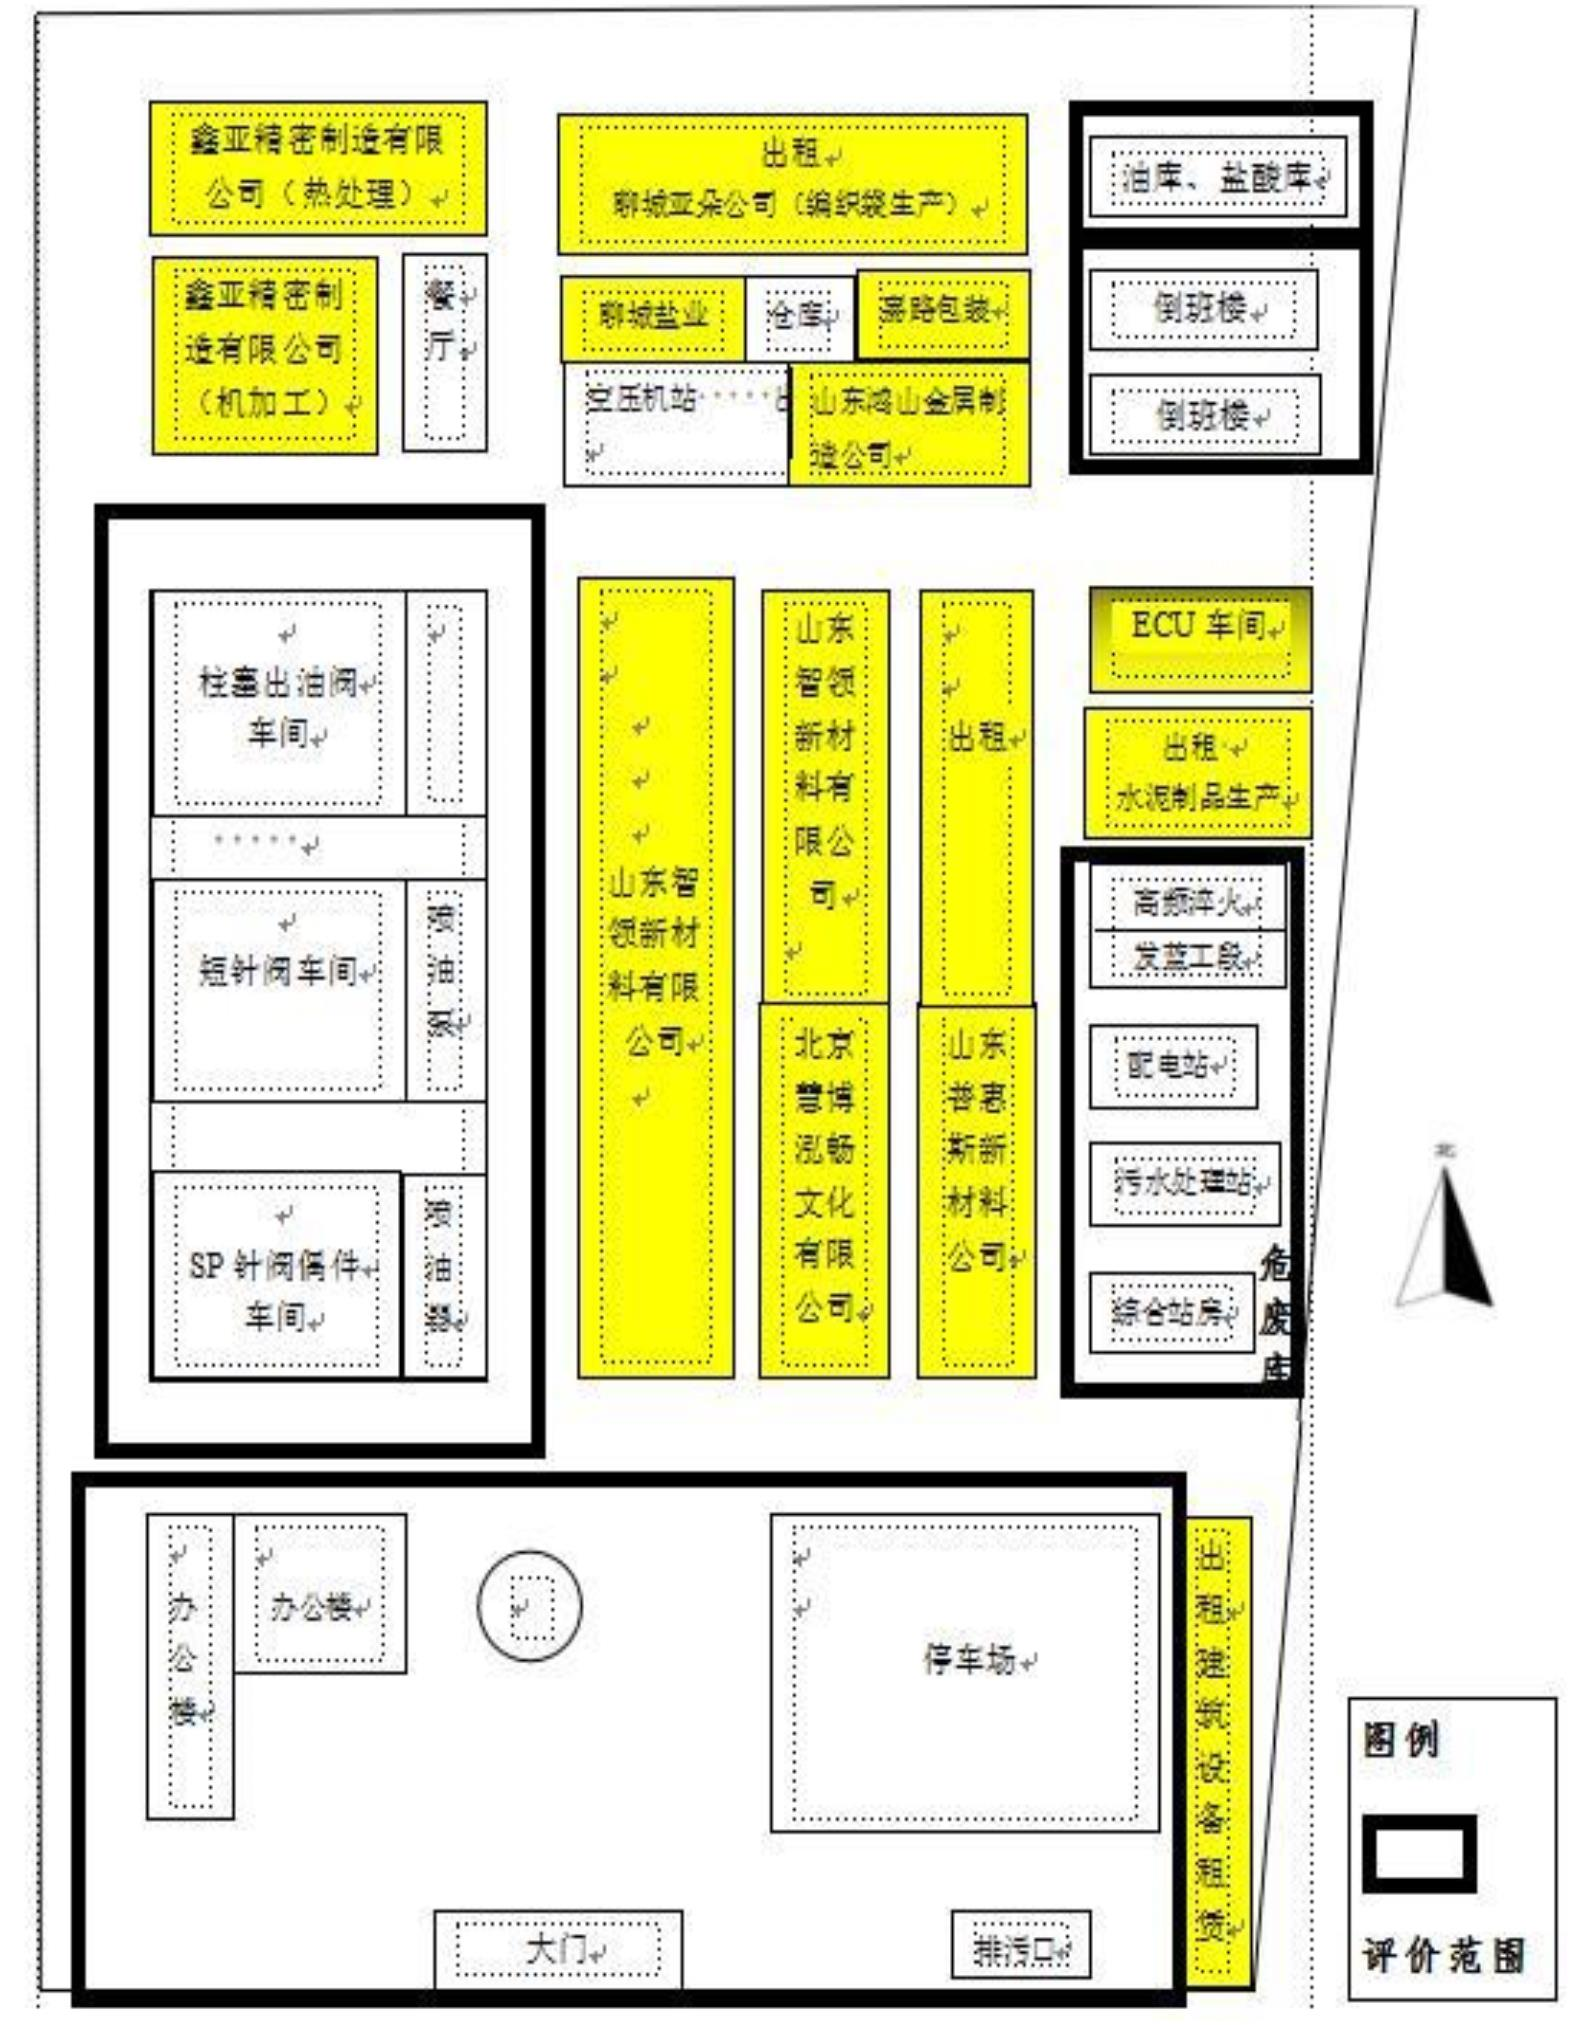 鑫亚精密制造有限
公司（热处理）
出租
聊城亚朵公司（编织袋生产）
油库、盐酸库
鑫亚精密制
造有限公司
（机加工）
餐
厅
聊城盐业
仓库
路包装
倒班楼
空压机站
山东鸿山金属制
造公司
倒班楼
柱塞出油阀
车间
山东
智领
新材
料有
限公
司
出租
ECU 车间
出租
水泥制品生产
短针阀车间
油
山东智
领新材
料有限
公司
高频淬火
发蓝工段
配电站
北京
慧博
泓畅
文化
有限
公司
山东
普惠
斯新
材料
公司
污水处理站
北
SP 针阀偶件
车间
油
器
综合站房
危
废
库
办
公
楼
办公楼
停车场
出
租
建
筑
设
备
租
赁
大门
排污口
图例
评价范围